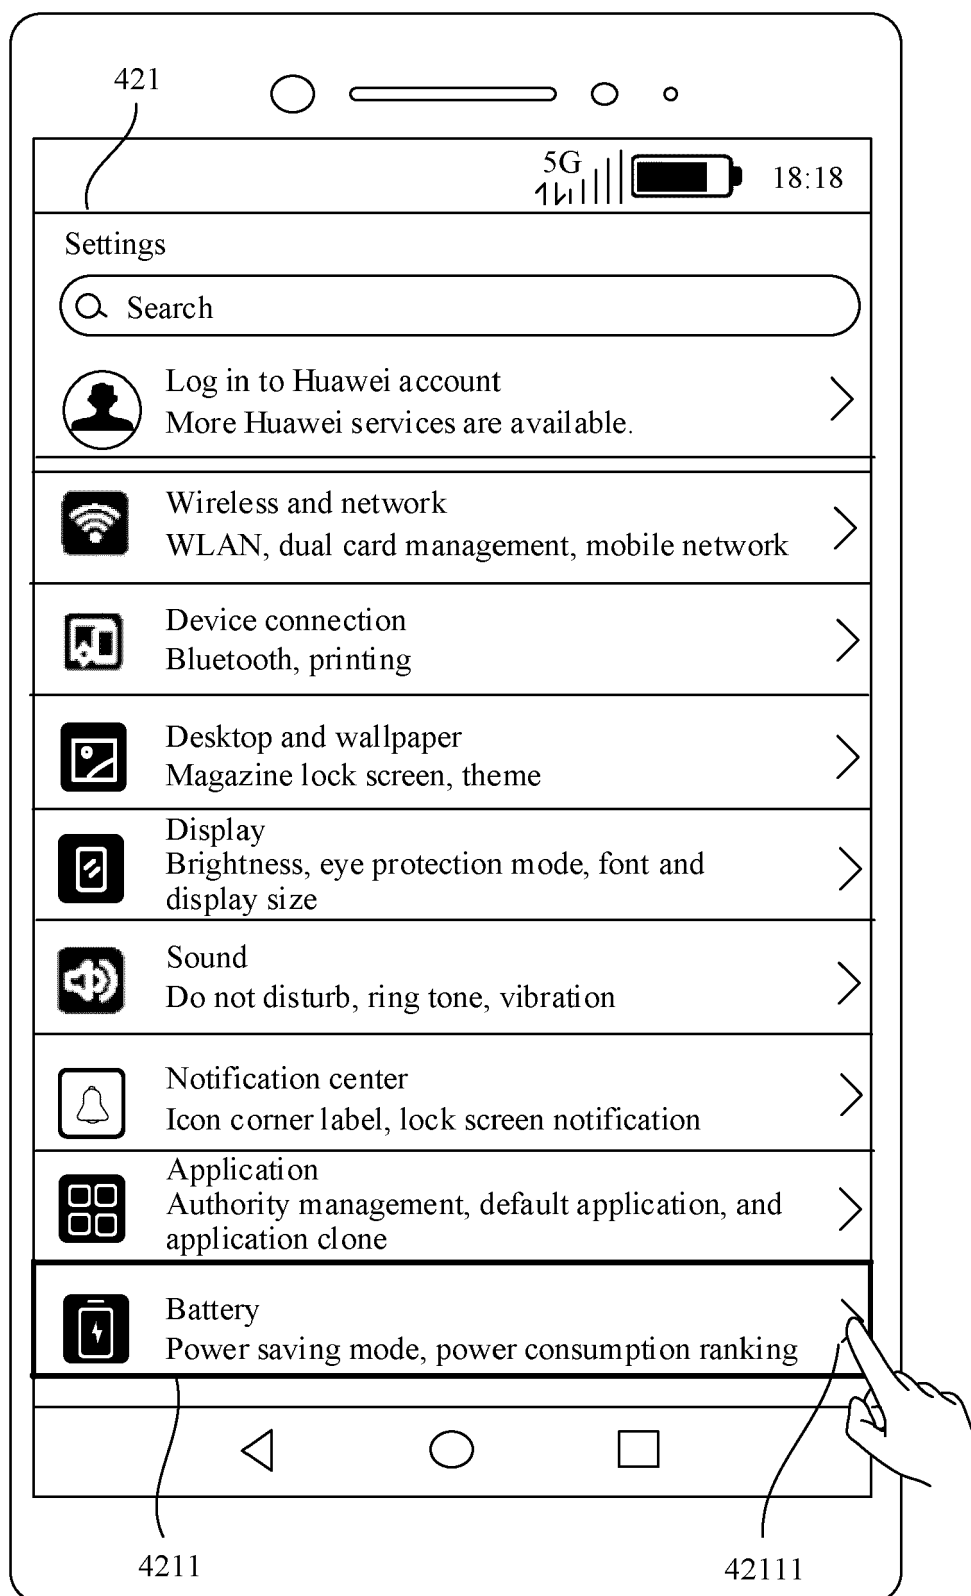 421
5G
18:18
Settings
Search
Log in to Huawei account
More Huawei services are available.
Wireless and network
WLAN, dual card management, mobile network
Device connection
Bluetooth, printing
Desktop and wallpaper
Magazine lock screen, theme
Display
Brightness, eye protection mode, font and
display size
Sound
Do not disturb, ring tone, vibration
Notification center
Icon corner label, lock screen notification
Application
Authority management, default application, and
application clone
Battery
Power saving mode, power consumption ranking
4211
42111